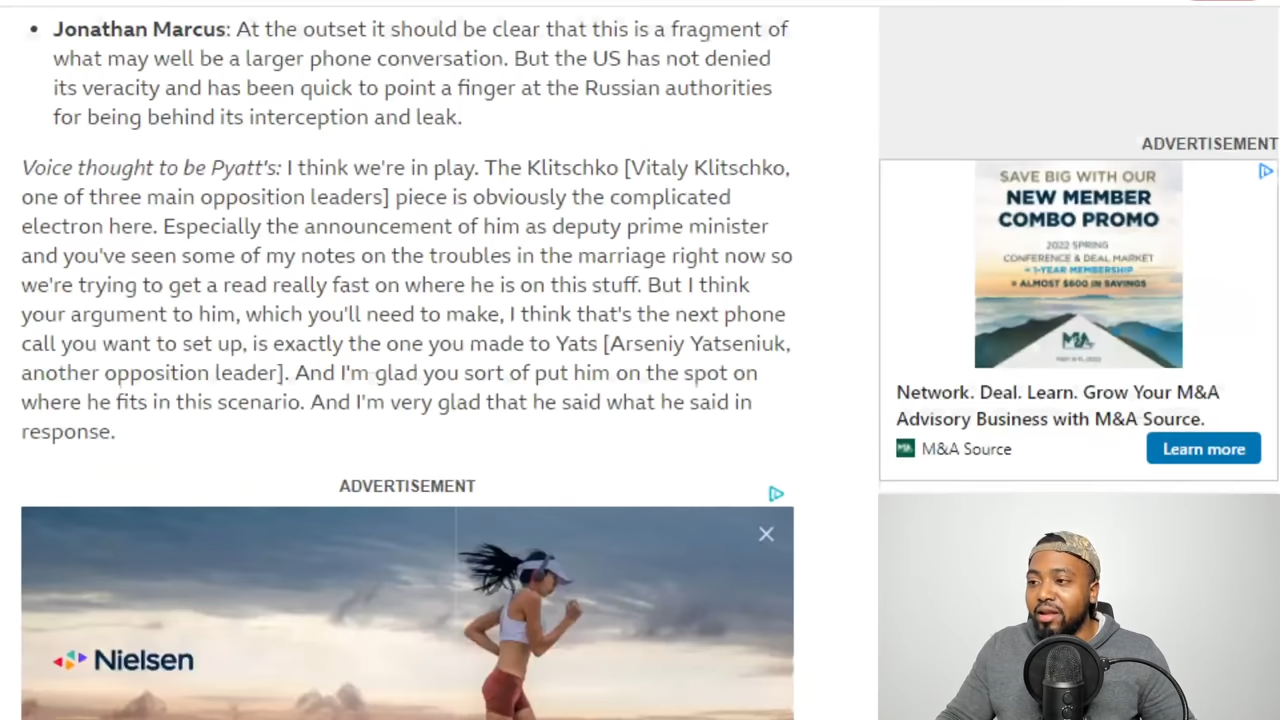 Jonathan Marcus: At the outset it should be clear that this is a fragment of
what may well be a larger phone conversation. But the US has not denied
its veracity and has been quick to point a finger at the Russian authorities
for being behind its interception and leak.
Voice thought to be Pyatt's: I think we're in play. The Klitschko [Vitaly Klitschko,
one of three main opposition leaders] piece is obviously the complicated
electron here. Especially the announcement of him as deputy prime minister
and you've seen some of my notes on the troubles in the marriage right now so
we're trying to get a read really fast on where he is on this stuff. But I think
your argument to him, which you'll need to make, I think that's the next phone
call you want to set up, is exactly the one you made to Yats [Arseniy Yatseniuk,
another opposition leader]. And I'm glad you sort of put him on the spot on
where he fits in this scenario. And I'm very glad that he said what he said in
response.
ADVERTISEMENT
Nielsen
ADVERTISEMENT
SAVE BIG WITH OUR
NEW MEMBER
COMBO PROMO
2022 SPRING
CONFERENCE & DEAL MARKET
+ 1-YEAR MEMBERSHIP
= ALMOST $600 IN SAVINGS
Network. Deal. Learn. Grow Your M&A
Advisory Business with M&A Source.
M&A Source
Learn more